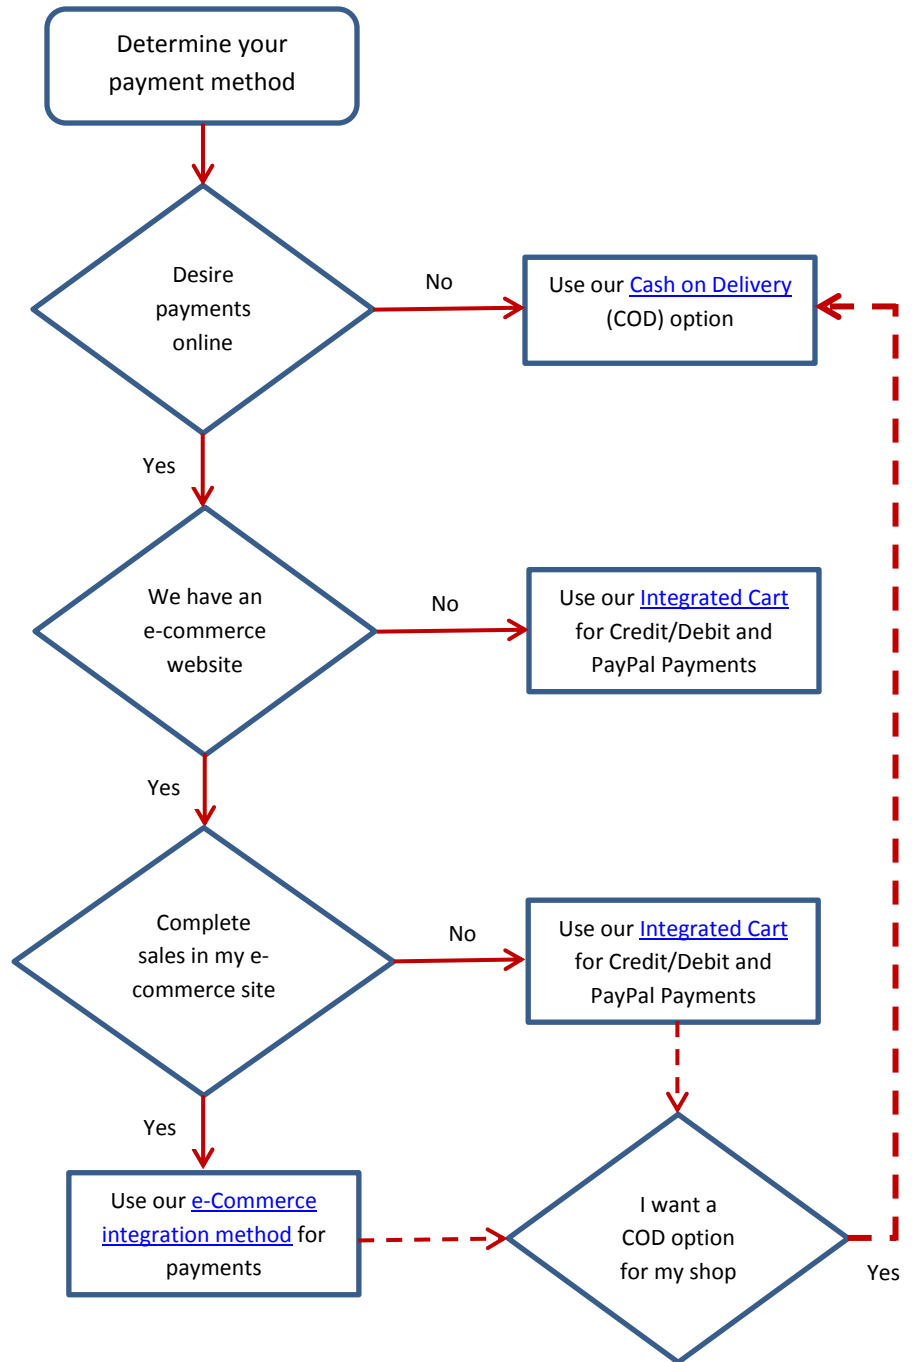 Determine your
payment method
Desire
payments
online
No
Use our Cash on Delivery
(COD) option
Yes
We have an
e-commerce
website
No
Use our Integrated Cart
for Credit/Debit and
PayPal Payments
Yes
Complete
sales in my e-
commerce site
No
Use our Integrated Cart
for Credit/Debit and
PayPal Payments
Yes
Use our e-Commerce
integration method for
payments
I want a
COD option
for my shop
Yes